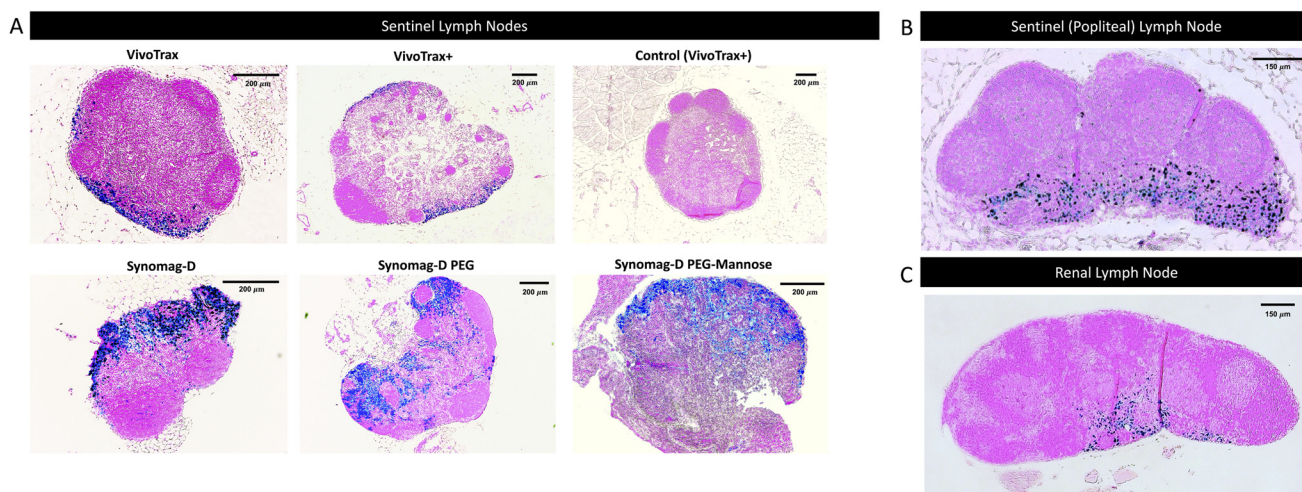 A
Sentinel Lymph Nodes
VivoTrax
VivoTrax+
Control (VivoTrax+)
200 μm
200 μm
200 μm
Synomag-D
Synomag-D PEG
Synomag-D PEG-Mannose
200 μm
200 μm
200 μm
B
Sentinel (Popliteal) Lymph Node
150 μm
C
Renal Lymph Node
150 μm